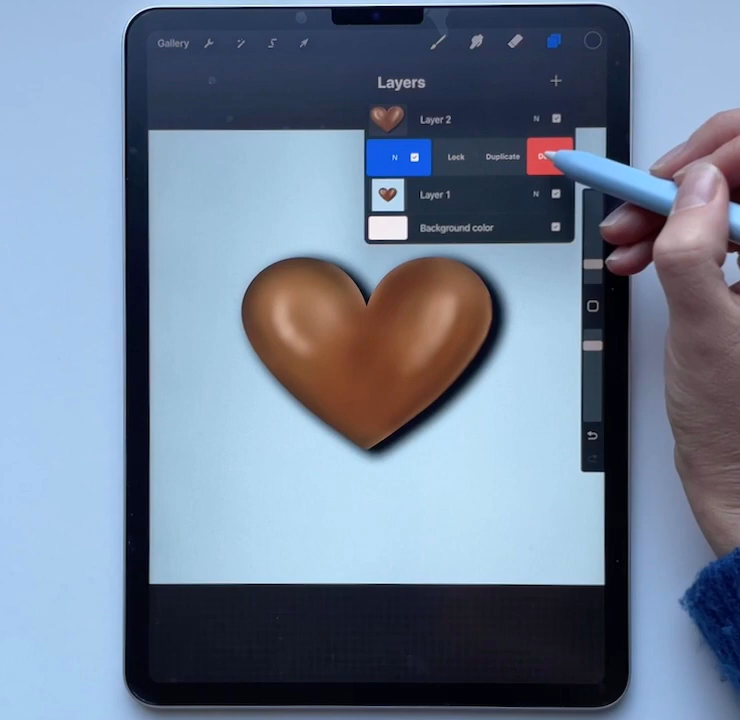 Gallery
Layers
Layer 2 N
N Lock Duplicate
Layer 1 N
Background color